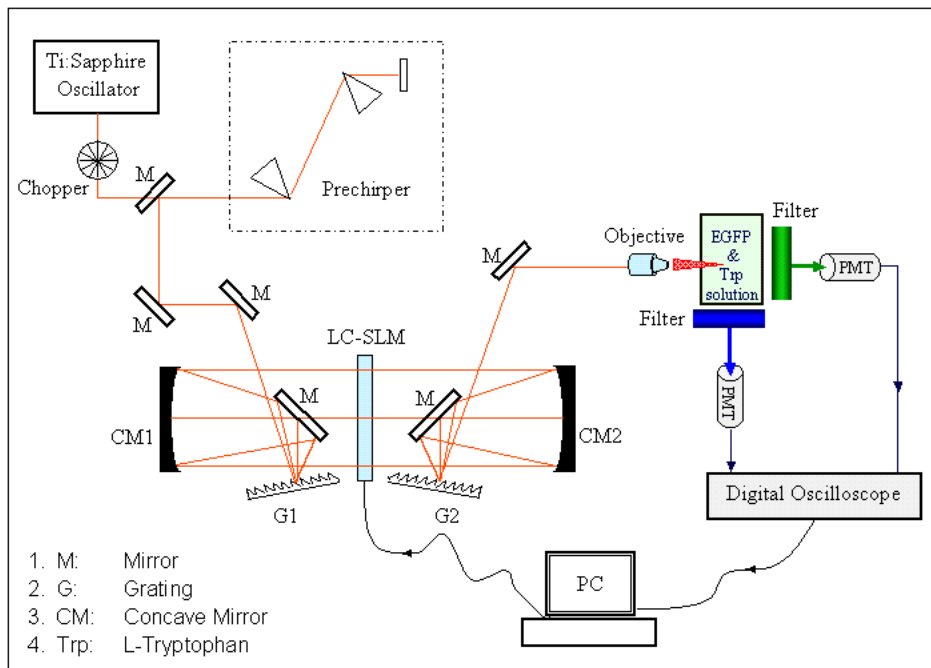 Ti:Sapphire
Oscillator
Chopper
M
Prechirper
M
M
M
Objective
EGFP
&
Trp
solution
Filter
PMT
Filter
PMT
LC-SLM
M
M
CM1
CM2
G1
G2
Digital Oscilloscope
PC
1. M: Mirror
2. G: Grating
3. CM: Concave Mirror
4. Trp: L-Tryptophan